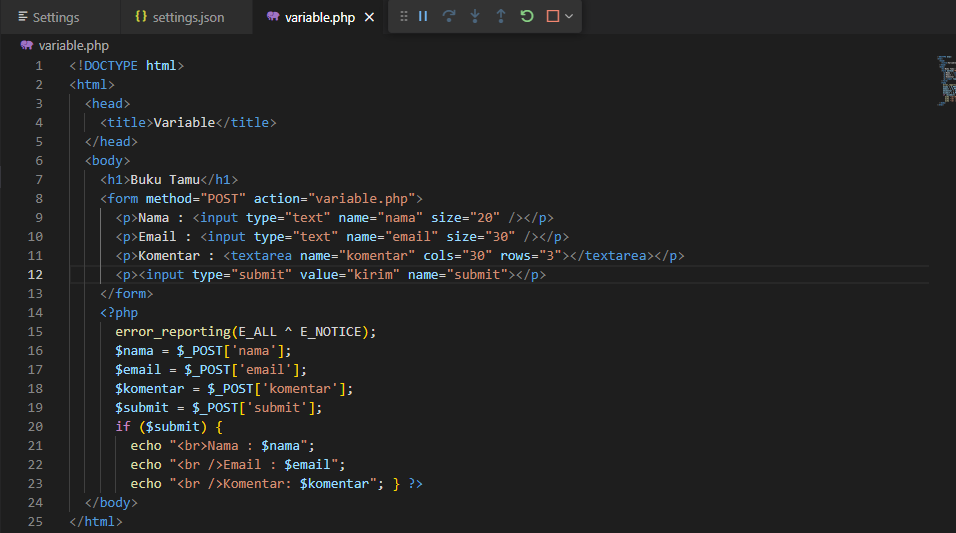 Settings
{} settings.json
variable.php
variable.php
1 <!DOCTYPE html>
2 <html>
3 <head>
4 <title>Variable</title>
5 </head>
6 <body>
7 <h1>Buku Tamu</h1>
8 <form method="POST" action="variable.php">
9 <p>Nama : <input type="text" name="nama" size="20" /></p>
10 <p>Email : <input type="text" name="email" size="30" /></p>
11 <p>Komentar : <textarea name="komentar" cols="30" rows="3"></textarea></p>
12 <p><input type="submit" value="kirim" name="submit"></p>
13 </form>
14 <?php
15 error_reporting(E_ALL ^ E_NOTICE);
16 $nama = $_POST['nama'];
17 $email = $_POST['email'];
18 $komentar = $_POST['komentar'];
19 $submit = $_POST['submit'];
20 if ($submit) {
21 echo "<br>Nama : $nama";
22 echo "<br />Email : $email";
23 echo "<br />Komentar: $komentar"; } ?>
24 </body>
25 </html>